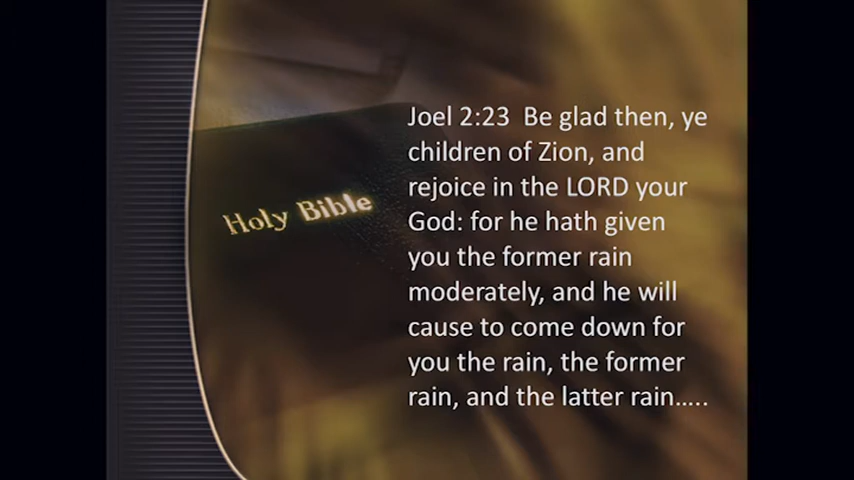 Holy Bible
Joel 2:23  Be glad then, ye
children of Zion, and
rejoice in the LORD your
God: for he hath given
you the former rain
moderately, and he will
cause to come down for
you the rain, the former
rain, and the latter rain.....